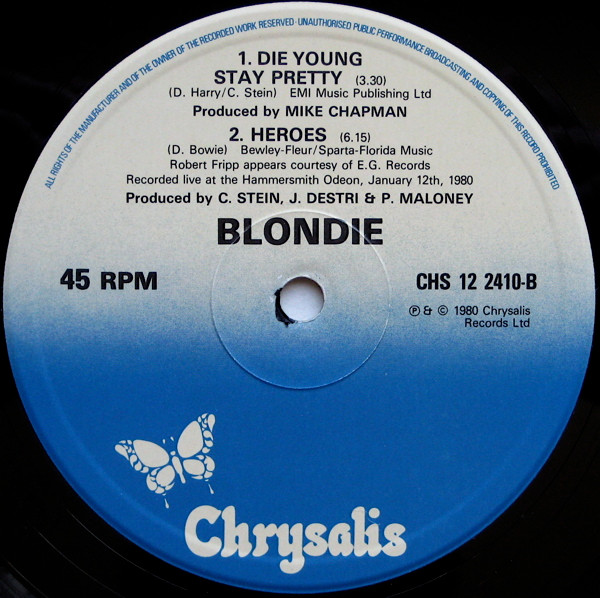 ALL RIGHTS OF THE MANUFACTURER AND OF THE OWNER OF THE RECORDED WORK RESERVED · UNAUTHORISED PUBLIC PERFORMANCE BROADCASTING AND COPYING OF THIS RECORD PROHIBITED
1. DIE YOUNG
STAY PRETTY (3.30)
(D. Harry/C. Stein) EMI Music Publishing Ltd
Produced by MIKE CHAPMAN
2. HEROES (6.15)
(D. Bowie) Bewley-Fleur/Sparta-Florida Music
Robert Fripp appears courtesy of E.G. Records
Recorded live at the Hammersmith Odeon, January 12th, 1980
Produced by C. STEIN, J. DESTRI & P. MALONEY
BLONDIE
45 RPM
CHS 12 2410-B
℗ & © 1980 Chrysalis
Records Ltd
Chrysalis